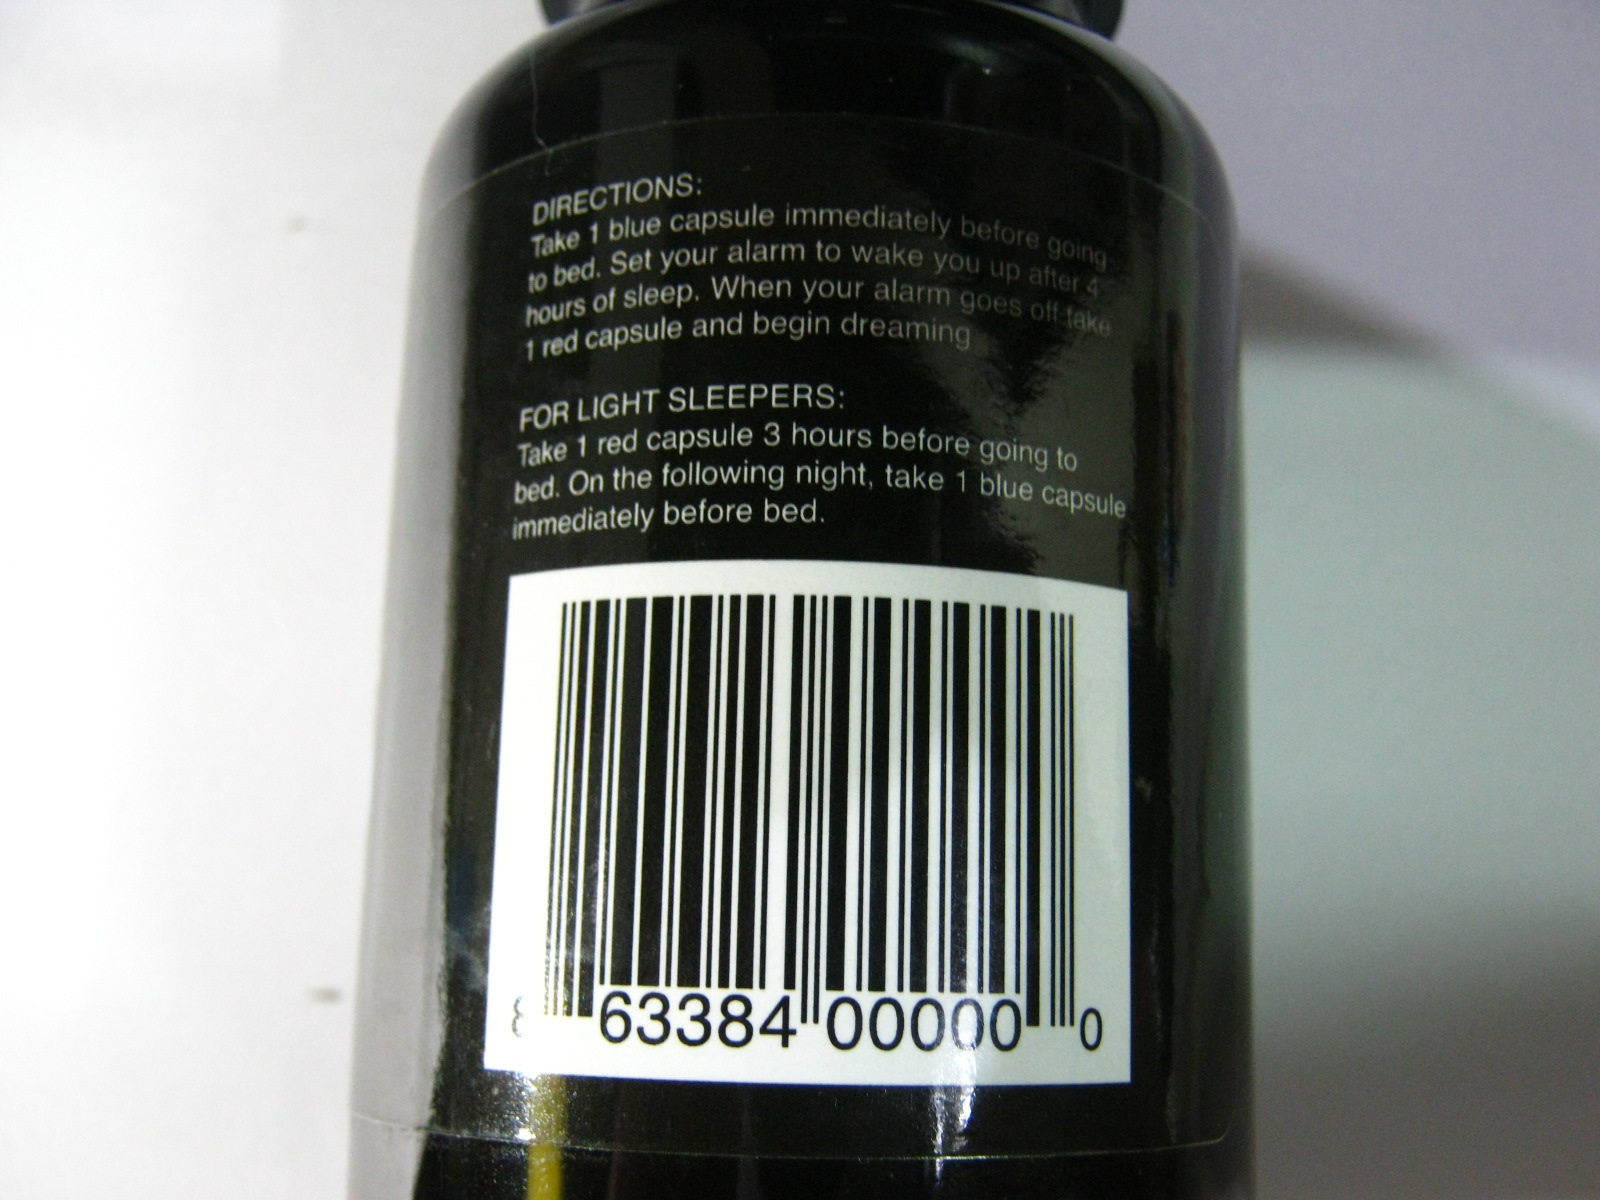 DIRECTIONS:
Take 1 blue capsule immediately before going
to bed. Set your alarm to wake you up after 4
hours of sleep. When your alarm goes off take
1 red capsule and begin dreaming
FOR LIGHT SLEEPERS:
Take 1 red capsule 3 hours before going to
bed. On the following night, take 1 blue capsule
immediately before bed.
8 63384 00000 0